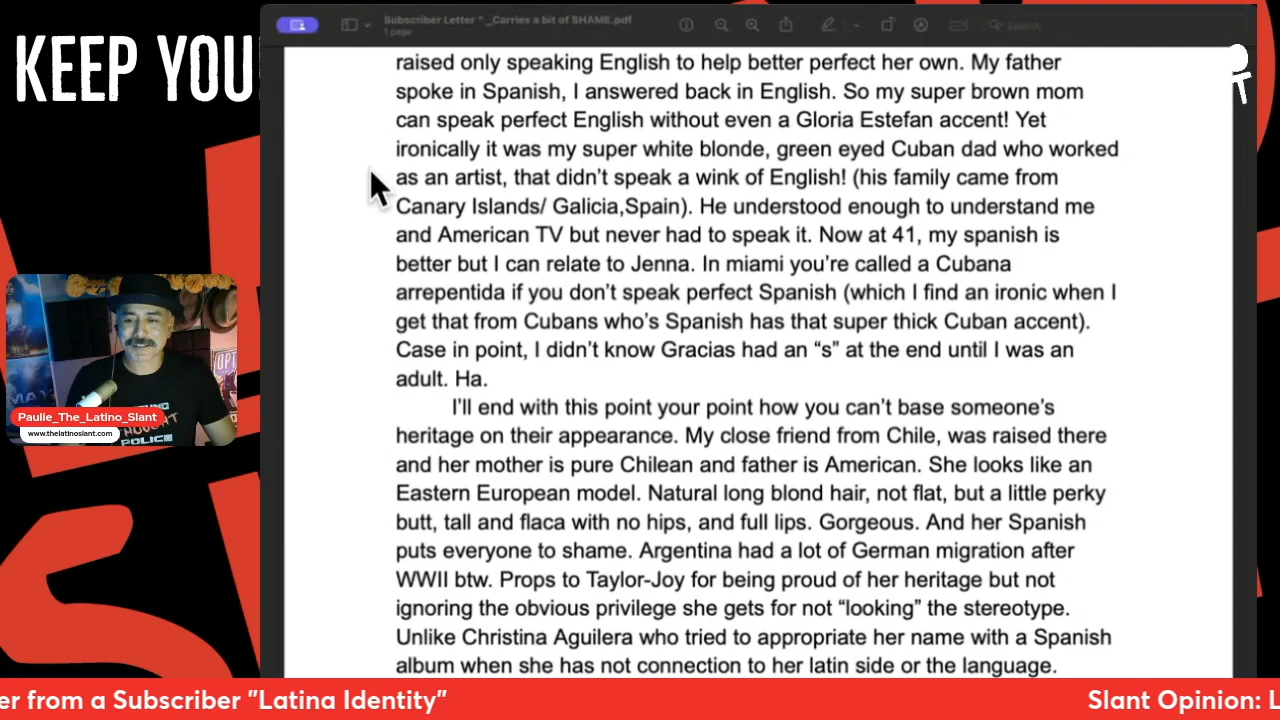 KEEP YOU
Subscriber Letter " _Carries a bit of SHAME.pdf
1 page
Search
raised only speaking English to help better perfect her own. My father
spoke in Spanish, I answered back in English. So my super brown mom
can speak perfect English without even a Gloria Estefan accent! Yet
ironically it was my super white blonde, green eyed Cuban dad who worked
as an artist, that didn’t speak a wink of English! (his family came from
Canary Islands/ Galicia,Spain). He understood enough to understand me
and American TV but never had to speak it. Now at 41, my spanish is
better but I can relate to Jenna. In miami you’re called a Cubana
arrepentida if you don’t speak perfect Spanish (which I find an ironic when I
get that from Cubans who’s Spanish has that super thick Cuban accent).
Case in point, I didn’t know Gracias had an “s” at the end until I was an
adult. Ha.
I’ll end with this point your point how you can’t base someone’s
heritage on their appearance. My close friend from Chile, was raised there
and her mother is pure Chilean and father is American. She looks like an
Eastern European model. Natural long blond hair, not flat, but a little perky
butt, tall and flaca with no hips, and full lips. Gorgeous. And her Spanish
puts everyone to shame. Argentina had a lot of German migration after
WWII btw. Props to Taylor-Joy for being proud of her heritage but not
ignoring the obvious privilege she gets for not “looking” the stereotype.
Unlike Christina Aguilera who tried to appropriate her name with a Spanish
album when she has not connection to her latin side or the language.
THOUGHT
POLICE
Paulie_The_Latino_Slant
www.thelatinoslant.com
er from a Subscriber "Latina Identity"
Slant Opinion: L